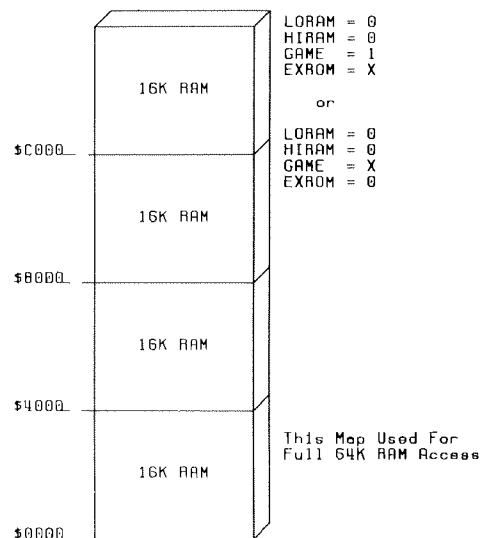 LORAM = 0
HIRAM = 0
GAME = 1
EXROM = X
or
LORAM = 0
HIRAM = 0
GAME = X
EXROM = 0
16K RAM
$C000
16K RAM
$8000
16K RAM
$4000
16K RAM
$0000
This Map Used For
Full 64K RAM Access